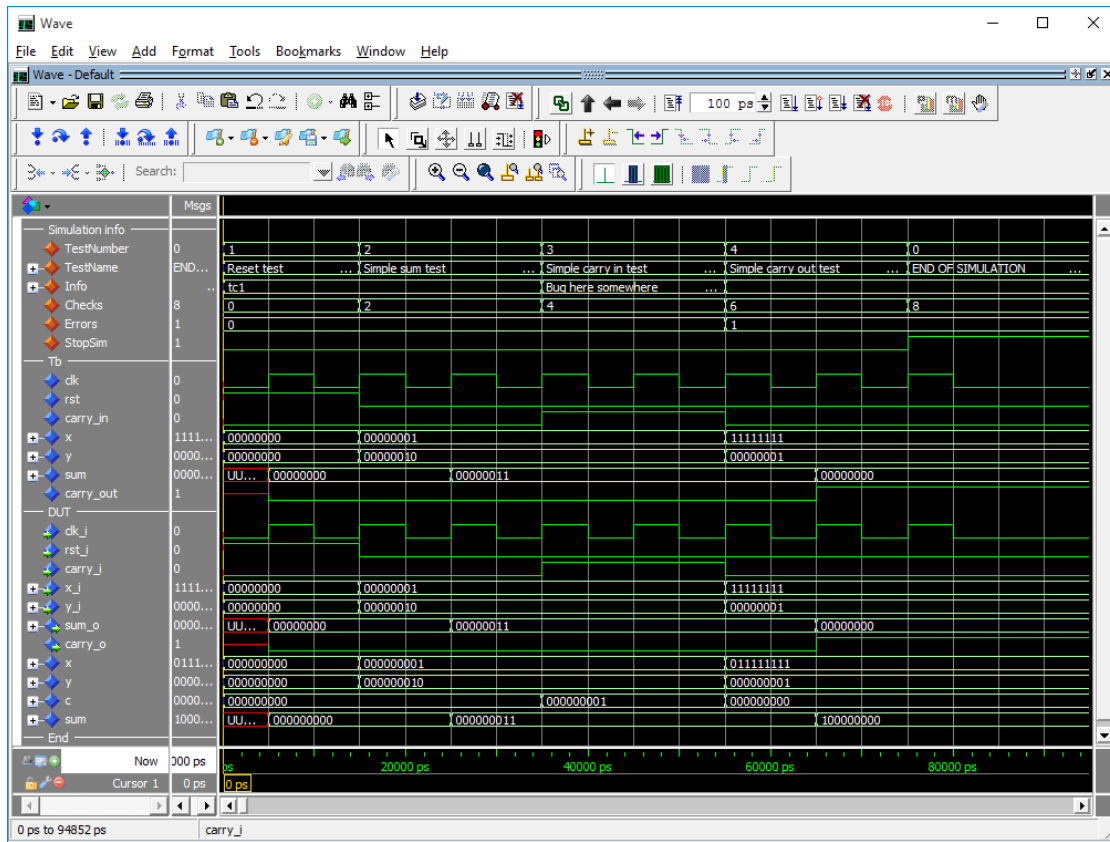 Wave
File Edit View Add Format Tools Bookmarks Window Help
Wave - Default
100 ps
Search:
Msgs
Simulation info
TestNumber 0 1 2 3 4 0
TestName END... Reset test ... Simple sum test ... Simple carry in test ... Simple carry out test ... END OF SIMULATION ...
Info .. tc1 Bug here somewhere ...
Checks 8 0 2 4 6 8
Errors 1 0 1
StopSim 1
Tb
clk 0
rst 0
carry_in 0
x 1111... 00000000 00000001 11111111
y 0000... 00000000 00000010 00000001
sum 0000... UU... 00000000 00000011 00000000
carry_out 1
DUT
clk_i 0
rst_i 0
carry_i 0
x_i 1111... 00000000 00000001 11111111
y_i 0000... 00000000 00000010 00000001
sum_o 0000... UU... 00000000 00000011 00000000
carry_o 1
x 0111... 000000000 000000001 011111111
y 0000... 000000000 000000010 000000001
c 0000... 000000000 000000001 000000000
sum 1000... UU... 000000000 000000011 100000000
End
Now 000 ps ps 20000 ps 40000 ps 60000 ps 80000 ps
Cursor 1 0 ps 0 ps
0 ps to 94852 ps carry_i